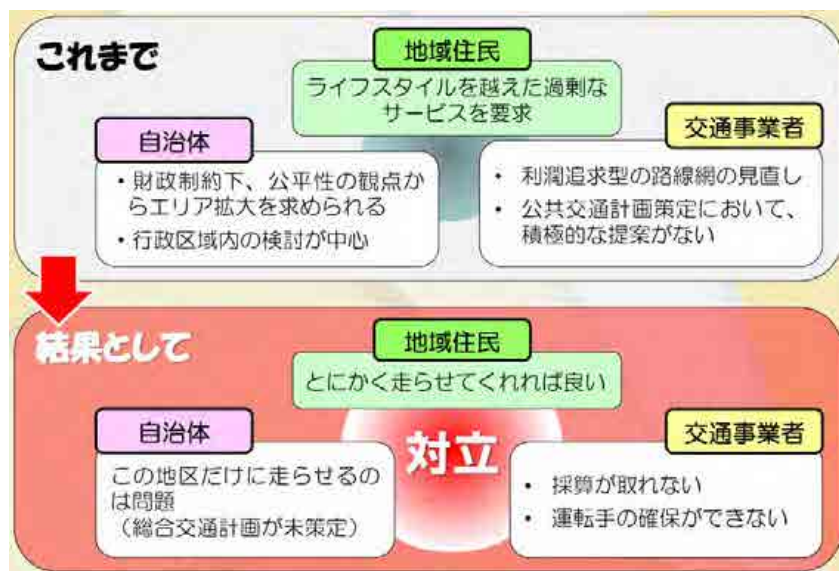 これまで
地域住民
ライフスタイルを越えた過剰な
サービスを要求
自治体
・財政制約下、公平性の観点か
らエリア拡大を求められる
・行政区域内の検討が中心
交通事業者
・ 利潤追求型の路線網の見直し
・ 公共交通計画策定において、
積極的な提案がない
結果として
地域住民
とにかく走らせてくれれば良い
自治体
この地区だけに走らせるの
は問題
（総合交通計画が未策定）
対立
交通事業者
・ 採算が取れない
・ 運転手の確保ができない